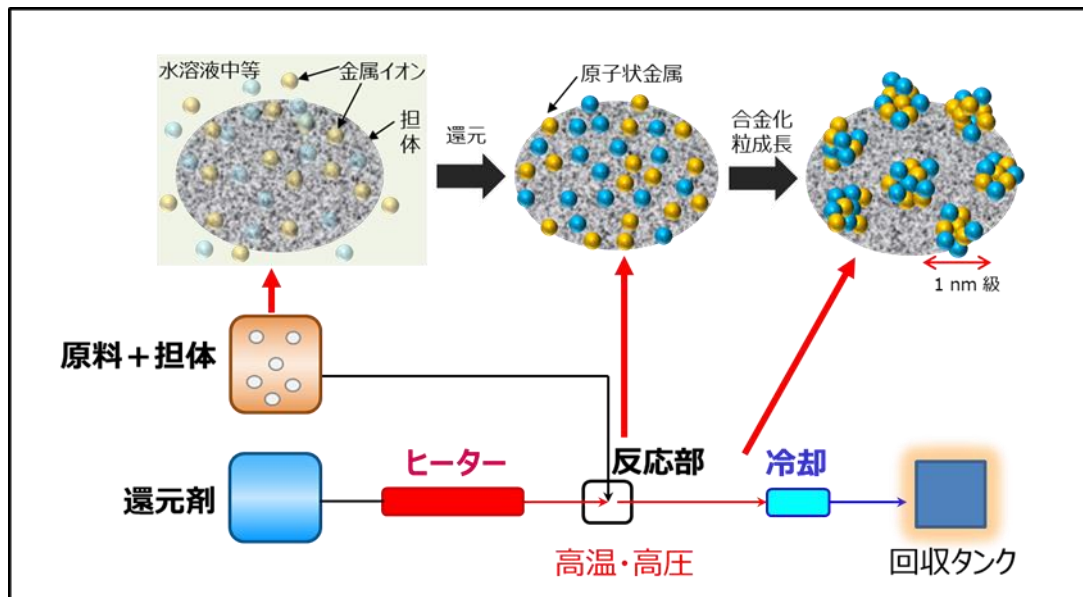 水溶液中等
金属イオン
担
体
還元
原子状金属
合金化
粒成長
1 nm 級
原料＋担体
ヒーター
反応部
冷却
還元剤
高温・高圧
回収タンク